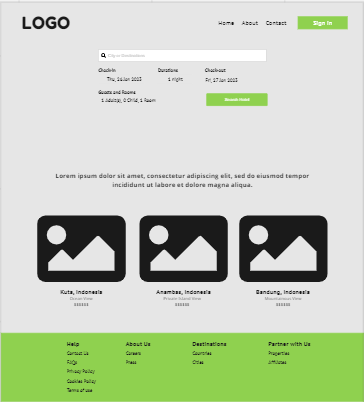 LOGO
Home About Contact Sign In
City or Destinations
Check-in Durations Check-out
Thu, 16 Jan 2023 1 night Fri, 17 Jan 2023
Guests and Rooms
1 Adult(s), 0 Child, 1 Room
Search Hotel
Lorem ipsum dolor sit amet, consectetur adipiscing elit, sed do eiusmod tempor
incididunt ut labore et dolore magna aliqua.
Kuta, Indonesia Anambas, Indonesia Bandung, Indonesia
Ocean View Private Island View Mountainous View
$$$$$$ $$$$$$ $$$$$$
Help About Us Destinations Partner with Us
Contact Us Careers Countries Properties
FAQs Press Cities Affiliates
Privacy Policy
Cookies Policy
Terms of Use